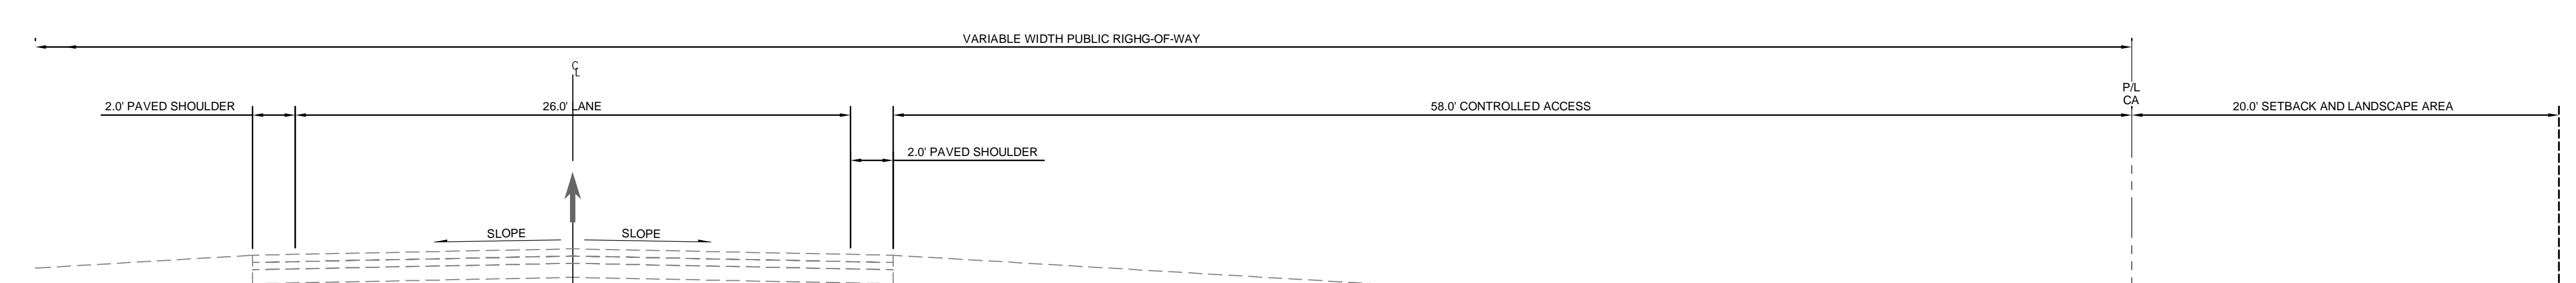 VARIABLE WIDTH PUBLIC RIGHG-OF-WAY
CL
P/L
CA
2.0' PAVED SHOULDER
26.0' LANE
58.0' CONTROLLED ACCESS
20.0' SETBACK AND LANDSCAPE AREA
2.0' PAVED SHOULDER
SLOPE
SLOPE